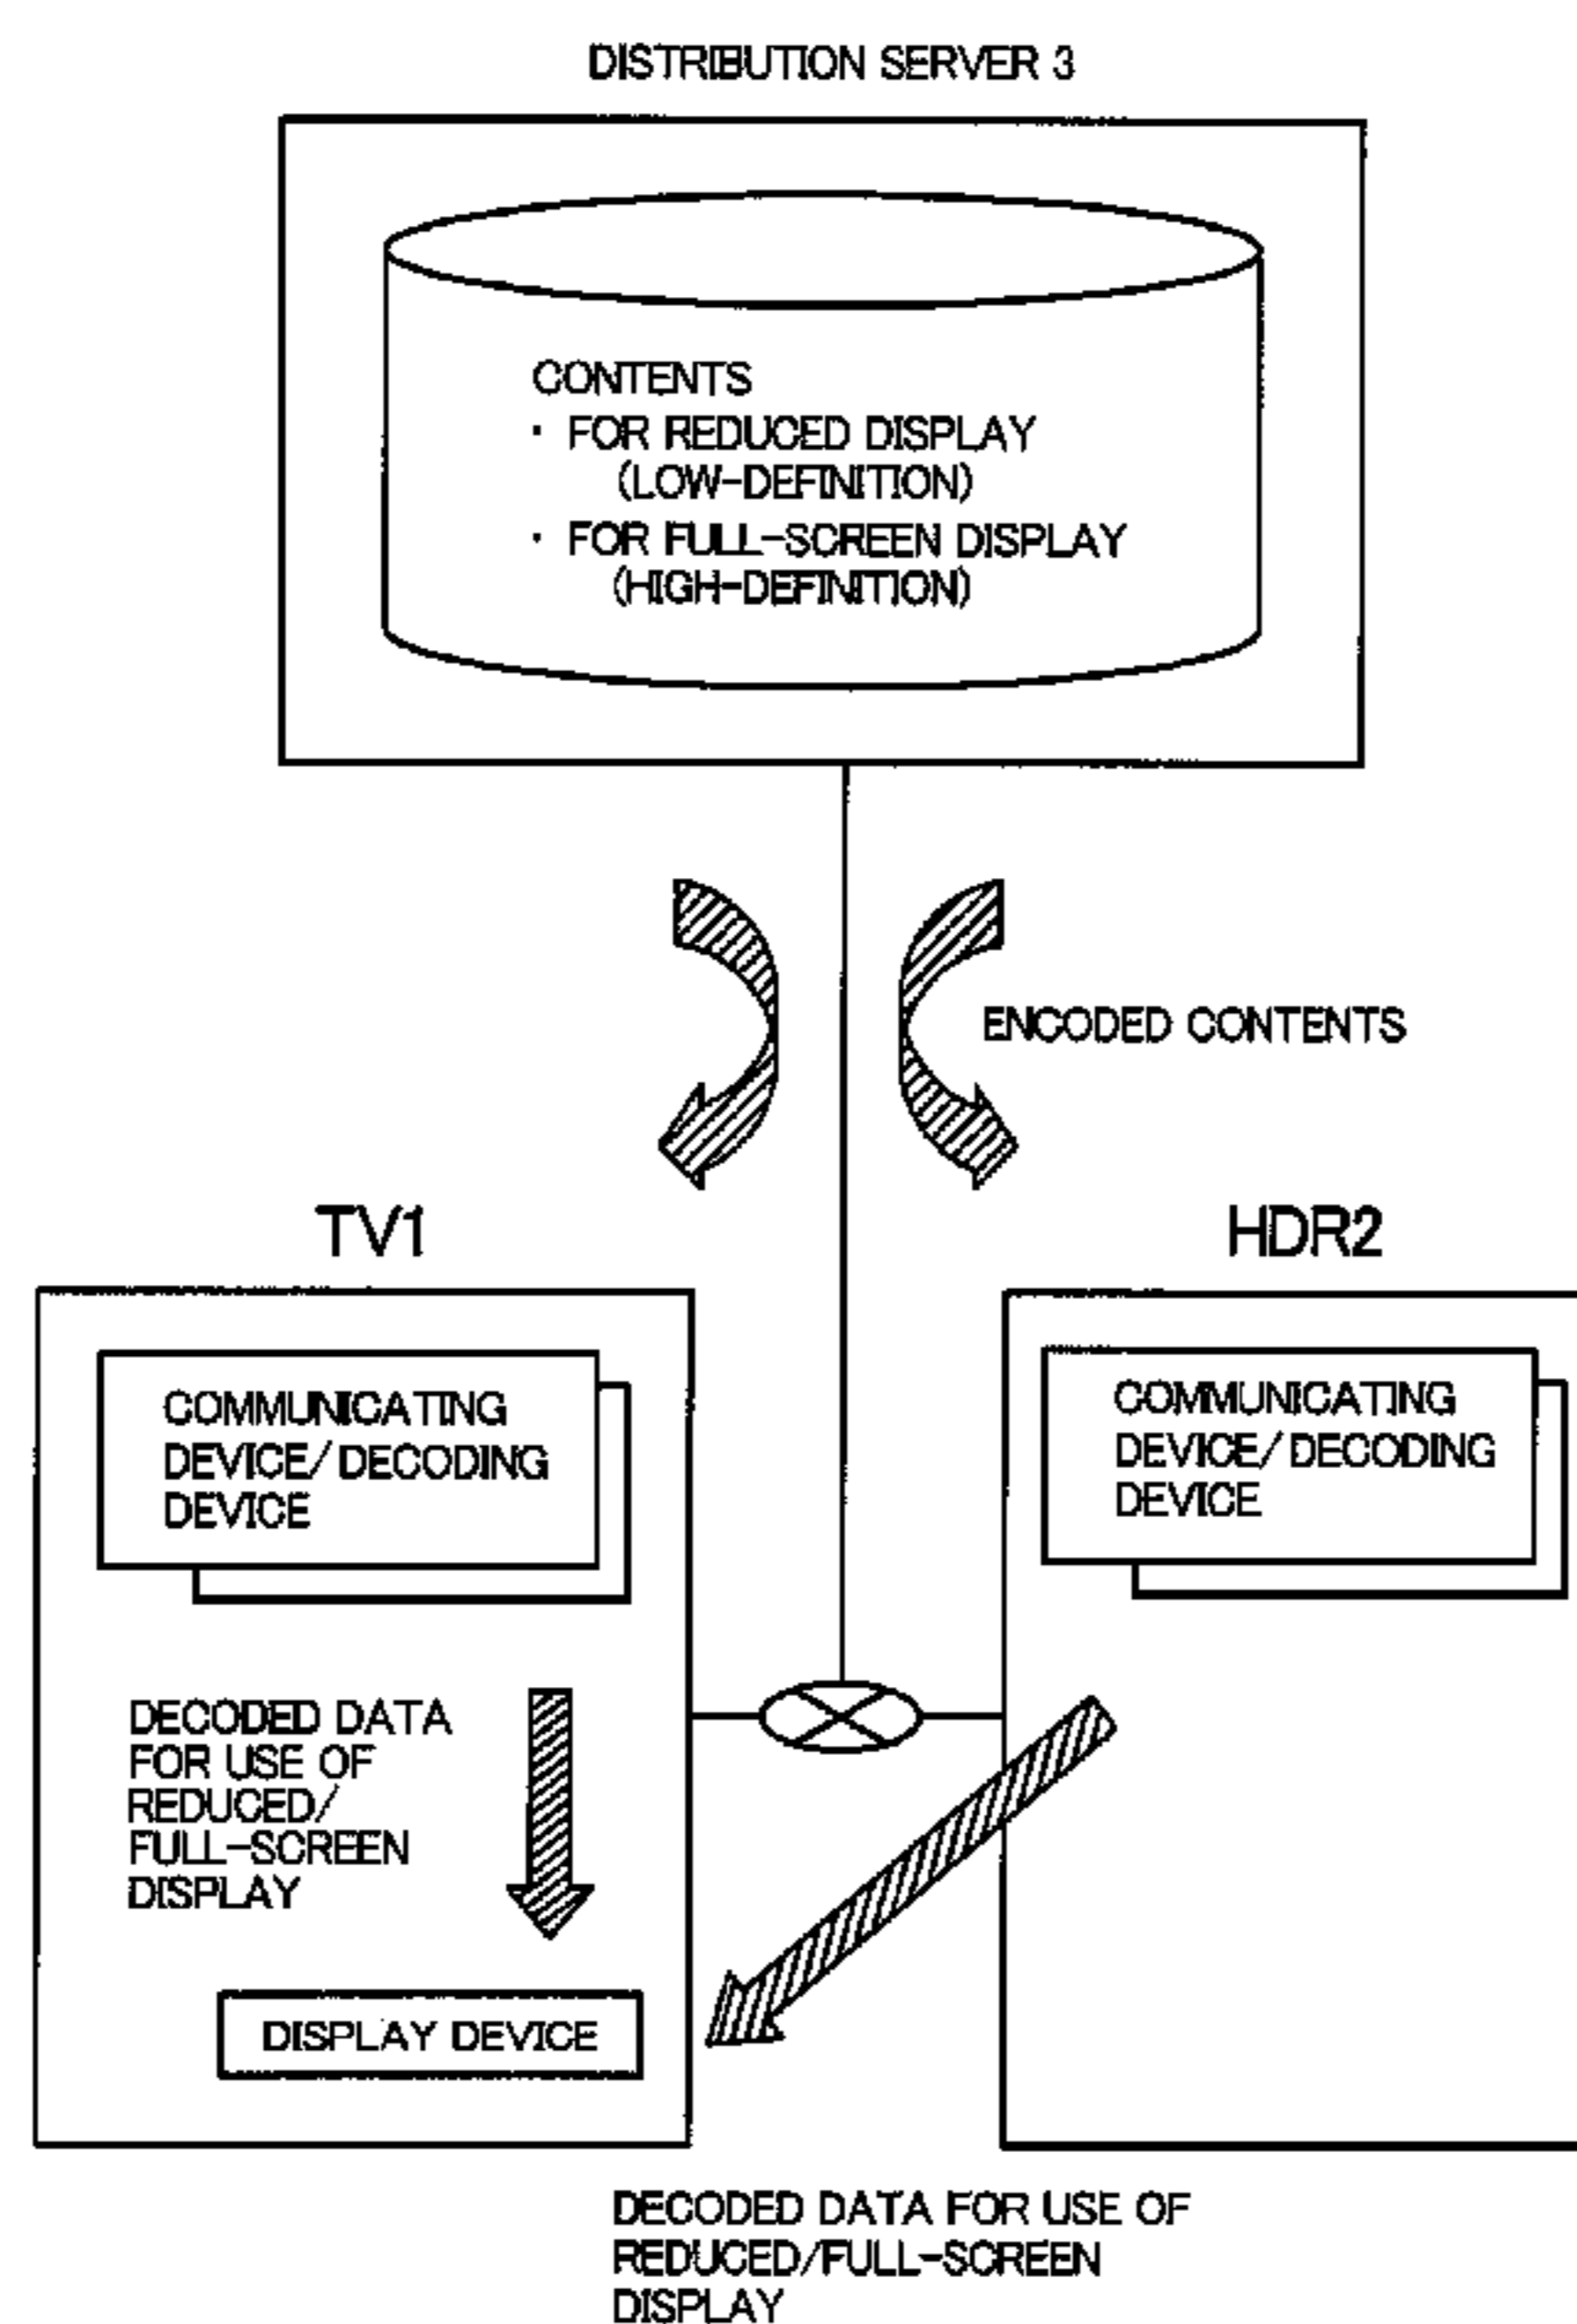 DISTRIBUTION SERVER 3
CONTENTS
・ FOR REDUCED DISPLAY
(LOW-DEFINITION)
・ FOR FULL-SCREEN DISPLAY
(HIGH-DEFINITION)
ENCODED CONTENTS
TV1
COMMUNICATING
DEVICE/DECODING
DEVICE
DECODED DATA
FOR USE OF
REDUCED/
FULL-SCREEN
DISPLAY
DISPLAY DEVICE
HDR2
COMMUNICATING
DEVICE/DECODING
DEVICE
DECODED DATA FOR USE OF
REDUCED/FULL-SCREEN
DISPLAY